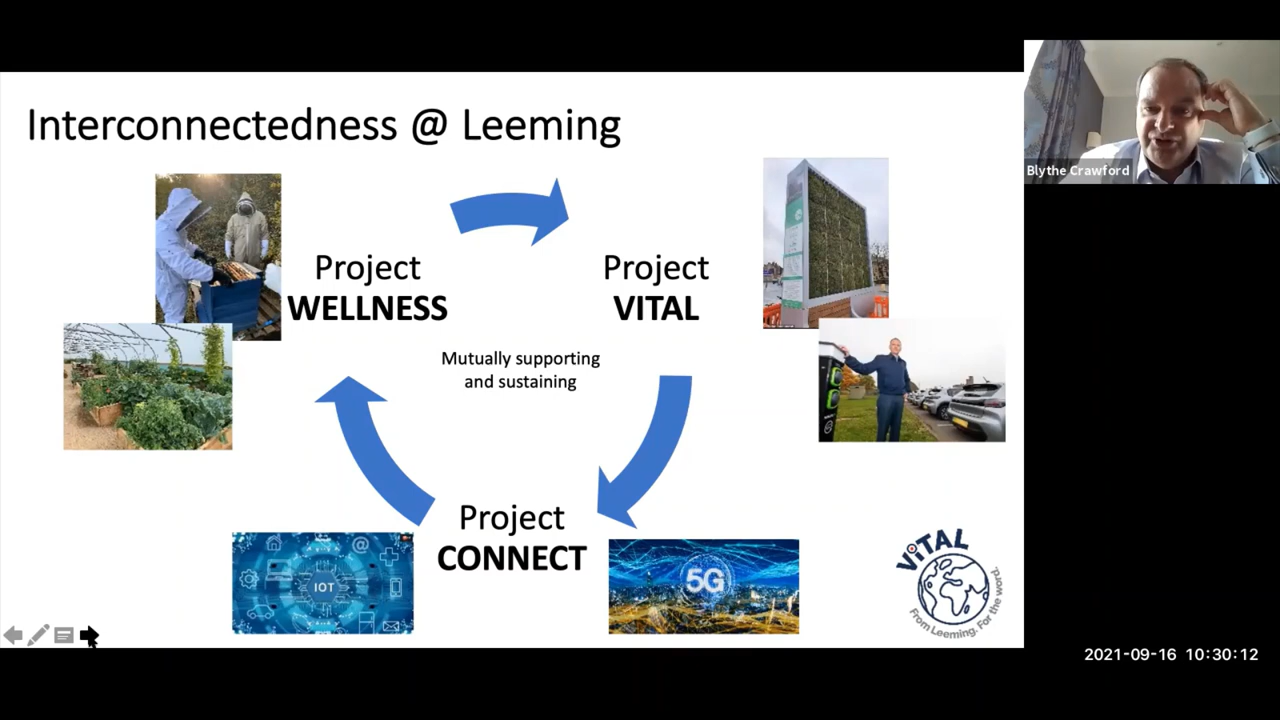 Interconnectedness @ Leeming
Blythe Crawford
Project
WELLNESS
Project
VITAL
Mutually supporting
and sustaining
Project
CONNECT
IOT
@
5G
ViTAL
From Leeming. For the word.
2021-09-16 10:30:12